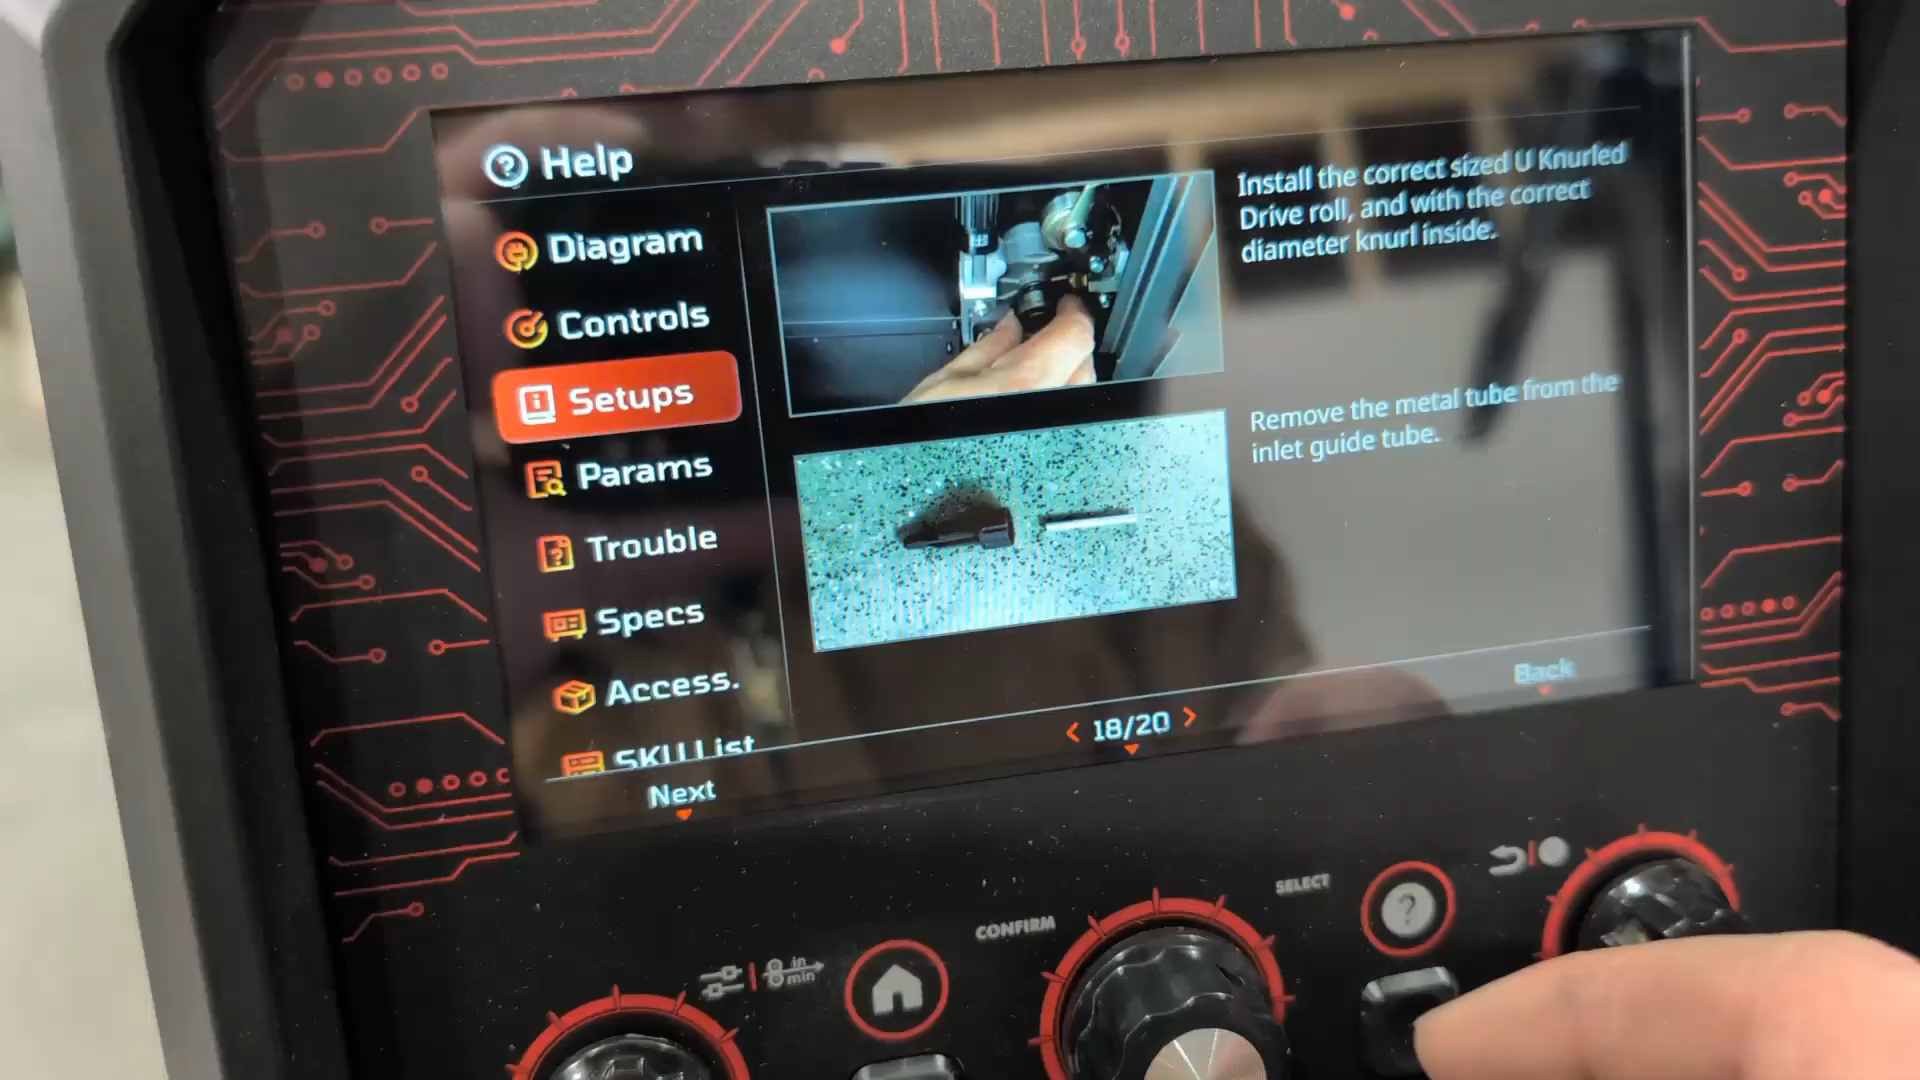 Help
Diagram
Controls
Setups
Params
Trouble
Specs
Access.
SKU List
Install the correct sized U Knurled
Drive roll, and with the correct
diameter knurl inside.
Remove the metal tube from the
inlet guide tube.
Next
< 18/20 >
Back
in
min
CONFIRM
SELECT